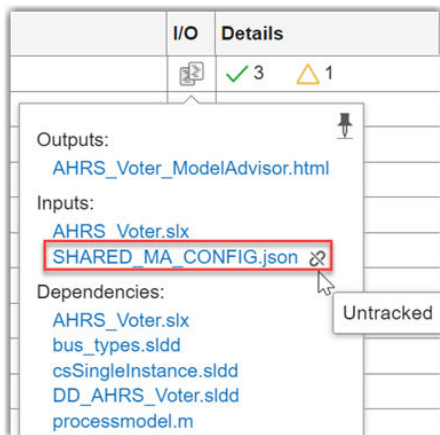 I/O Details
3 1
Outputs:
AHRS_Voter_ModelAdvisor.html
Inputs:
AHRS_Voter.slx
SHARED_MA_CONFIG.json
Untracked
Dependencies:
AHRS_Voter.slx
bus_types.sldd
csSingleInstance.sldd
DD_AHRS_Voter.sldd
processmodel.m